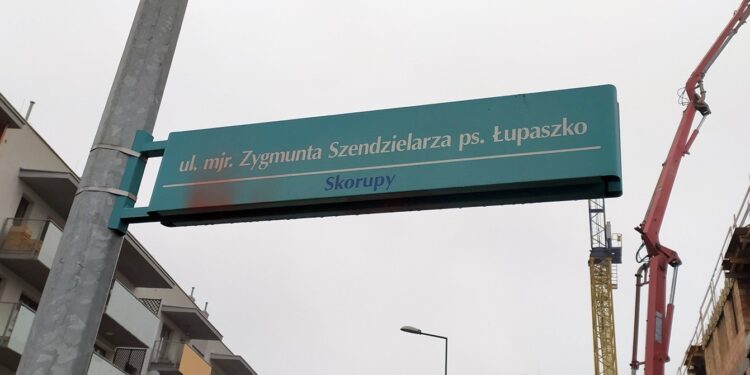 ul. mjr. Zygmunta Szendzielarza ps. Łupaszko
Skorupy